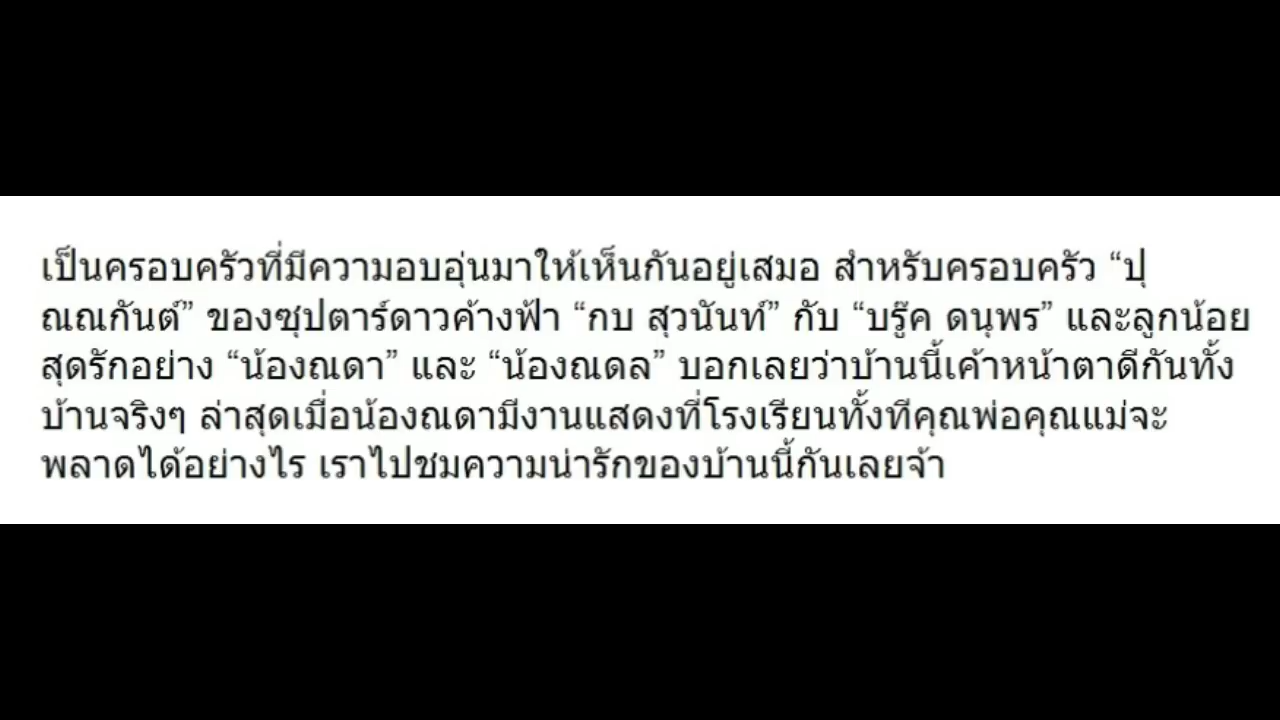 เป็นครอบครัวที่มีความอบอุ่นมาให้เห็นกันอยู่เสมอ สำหรับครอบครัว “ปุ
ณณกันต์” ของซุปตาร์ดาวค้างฟ้า “กบ สุวนันท์” กับ “บรู๊ค ดนุพร” และลูกน้อย
สุดรักอย่าง “น้องณดา” และ “น้องณดล” บอกเลยว่าบ้านนี้เค้าหน้าตาดีกันทั้ง
บ้านจริงๆ ล่าสุดเมื่อน้องณดามีงานแสดงที่โรงเรียนทั้งทีคุณพ่อคุณแม่จะ
พลาดได้อย่างไร เราไปชมความน่ารักของบ้านนี้กันเลยจ้า